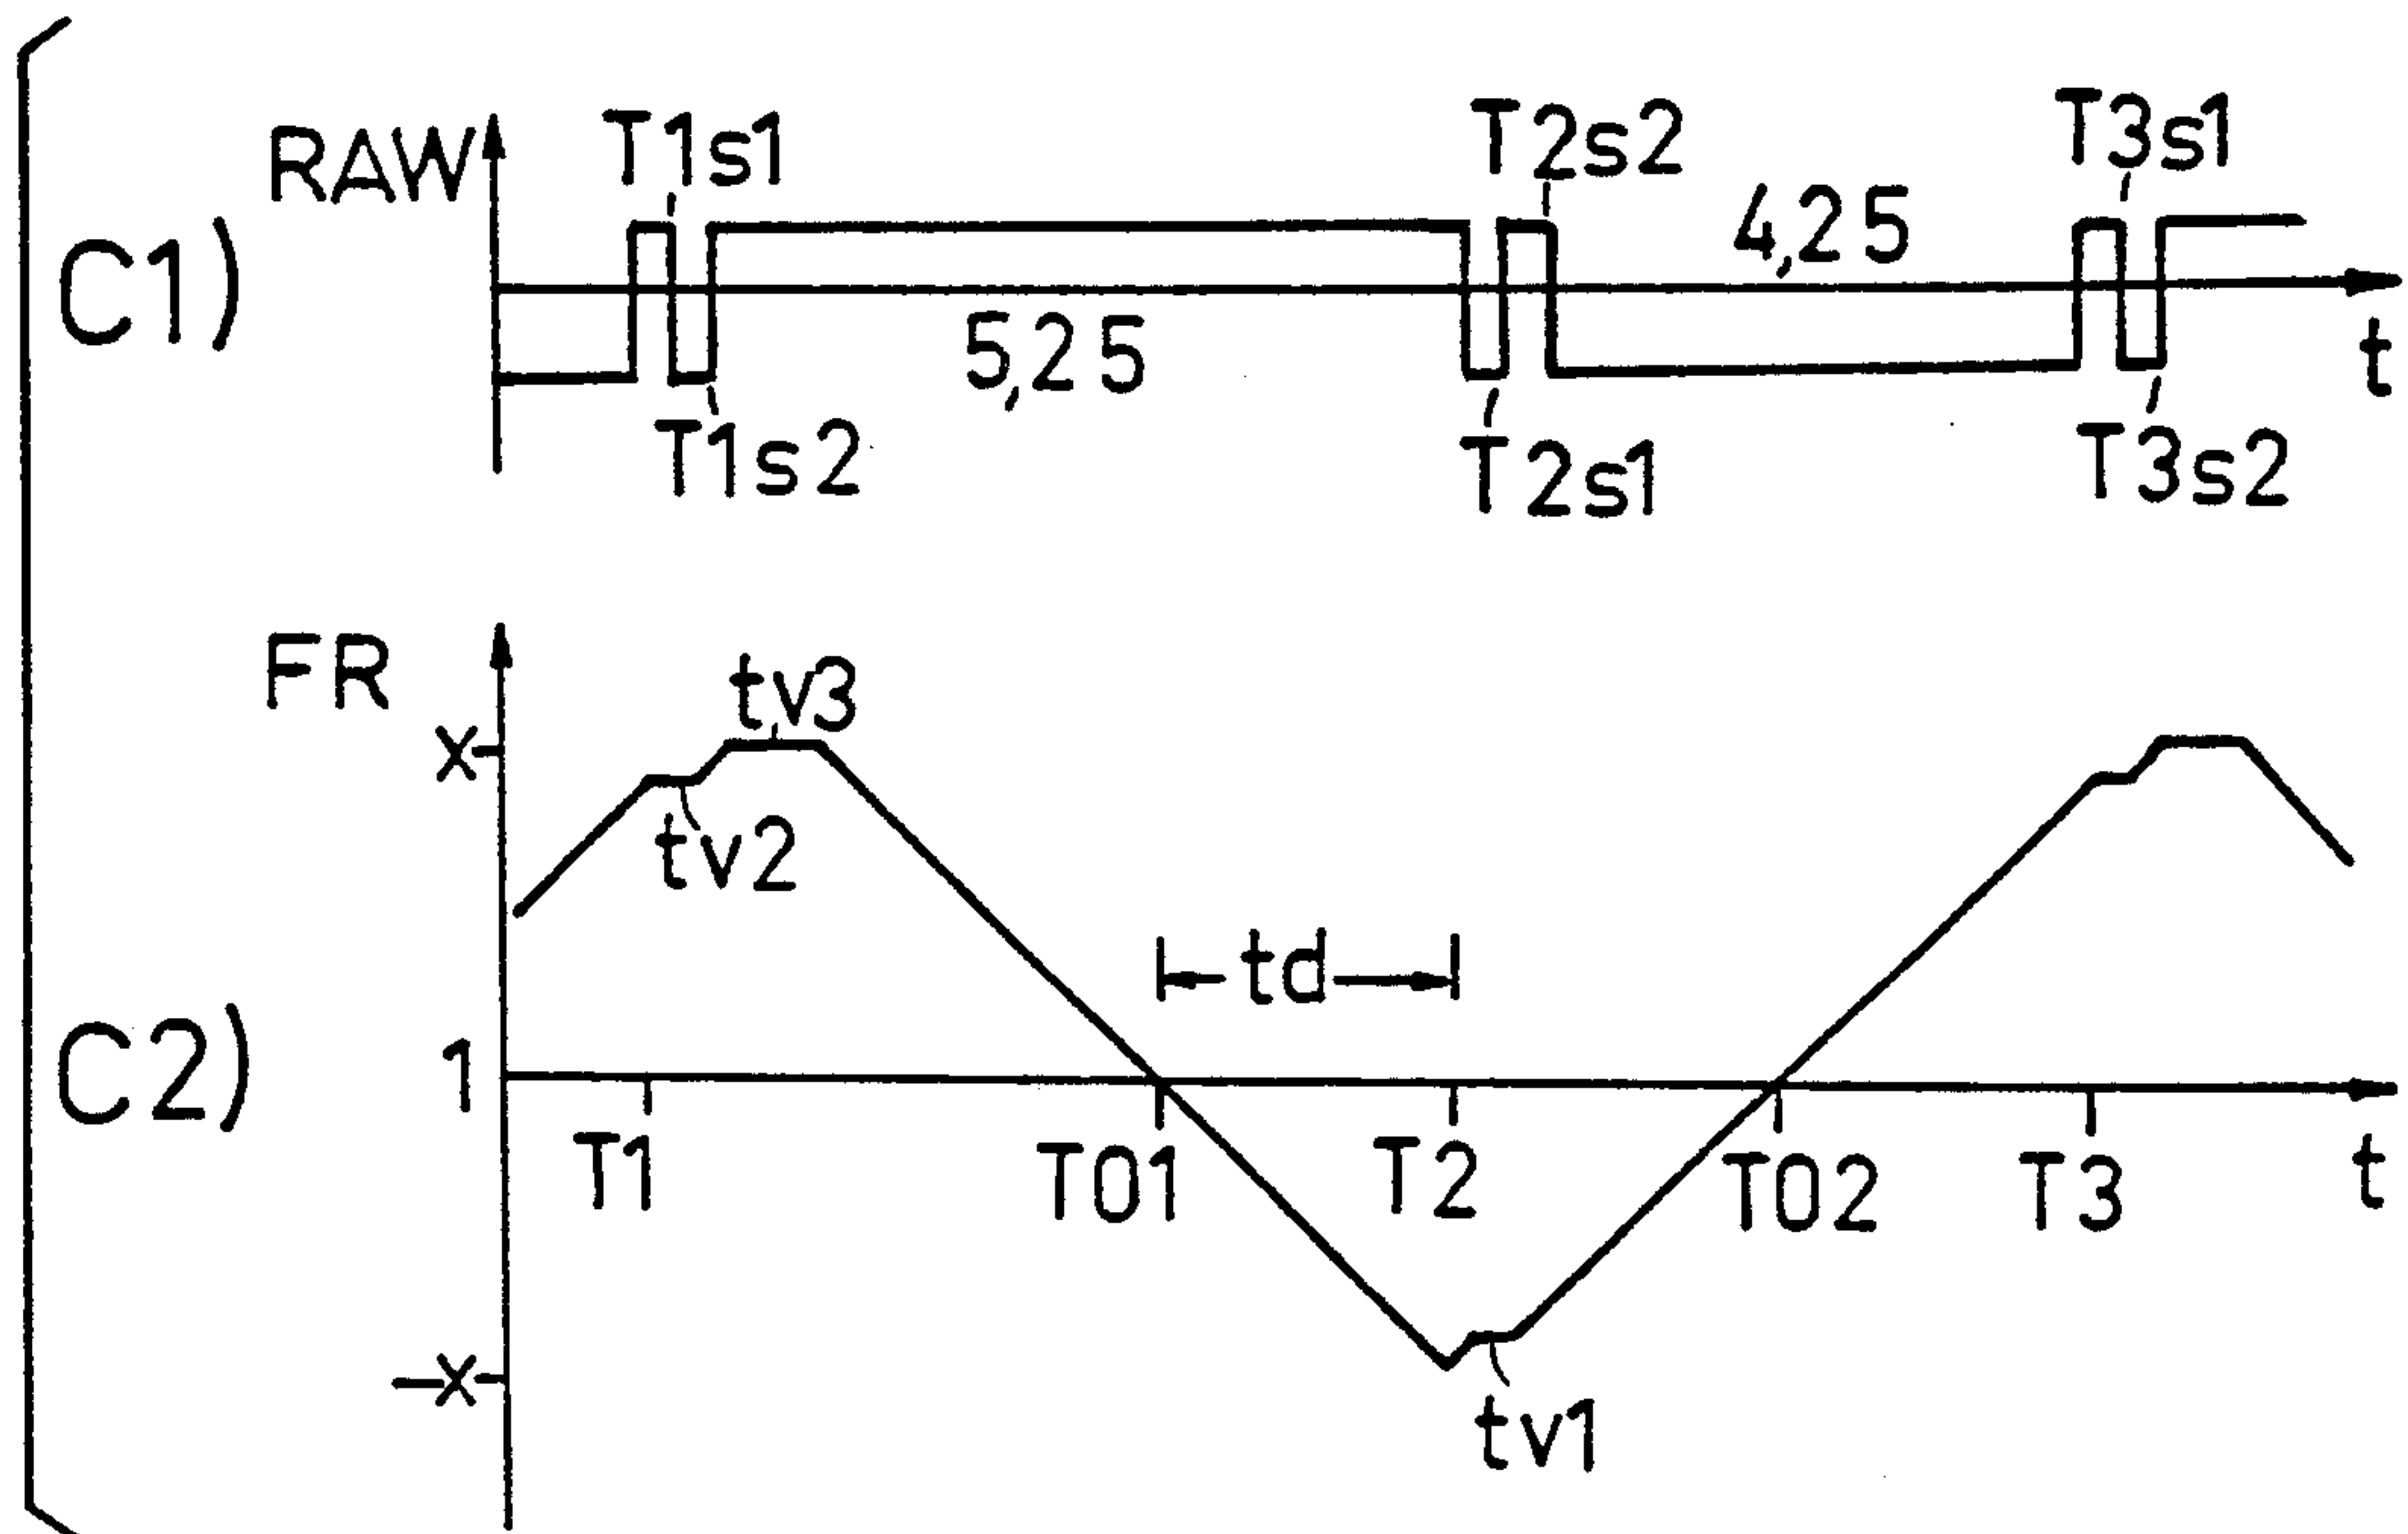 C1)
RAW
T1s1
T2s2
T3s1
4,25
5,25
t
T1s2
T2s1
T3s2
C2)
FR
x
tv3
tv2
td
1
T1
T01
T2
T02
T3
t
-x
tv1